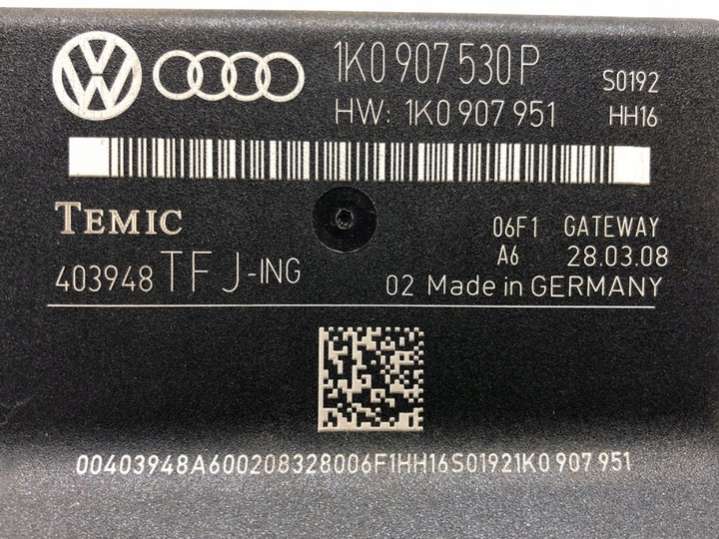 1K0 907 530 P
S0192
HW: 1K0 907 951
HH16
TEMIC
06F1 GATEWAY
A6 28.03.08
403948 TFJ-ING
02 Made in GERMANY
00403948A600208328006F1HH16S01921K0 907 951